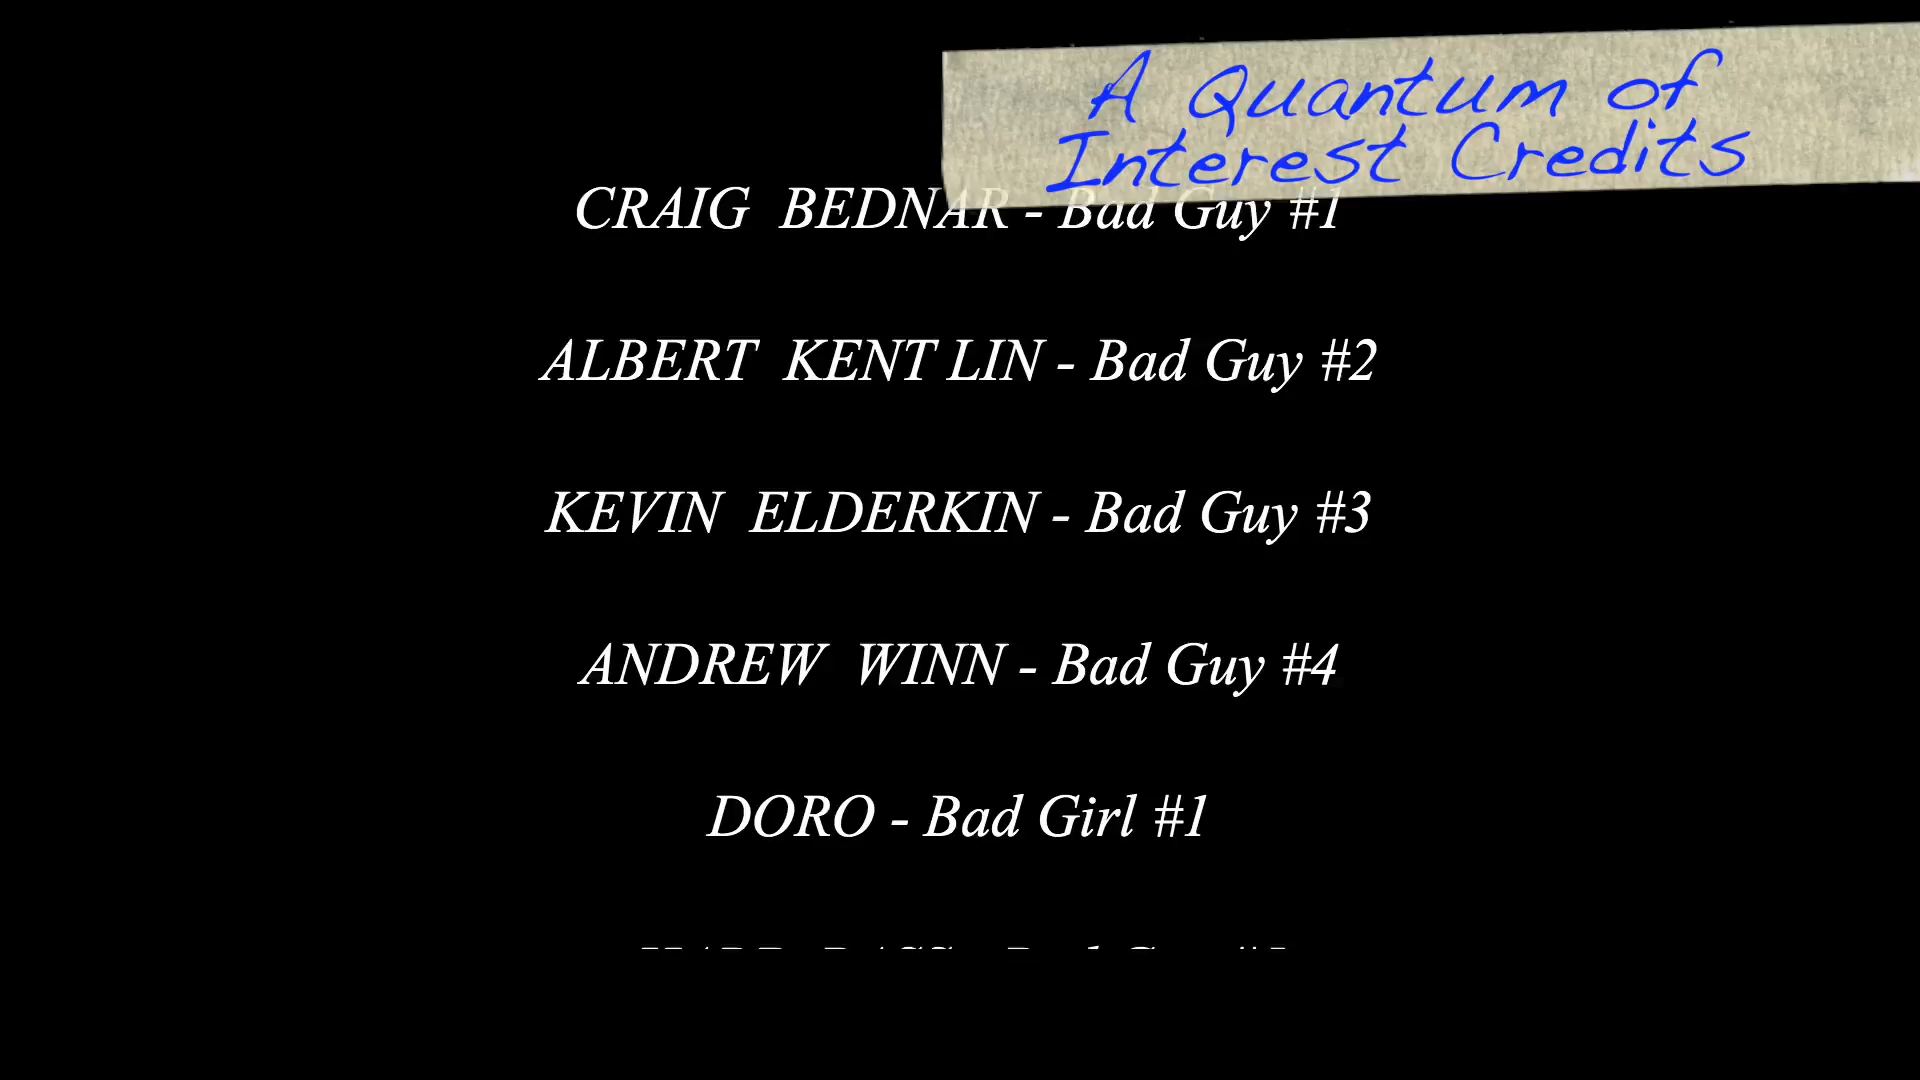 A Quantum of
Interest Credits
CRAIG BEDNAR - Bad Guy #1
ALBERT KENT LIN - Bad Guy #2
KEVIN ELDERKIN - Bad Guy #3
ANDREW WINN - Bad Guy #4
DORO - Bad Girl #1